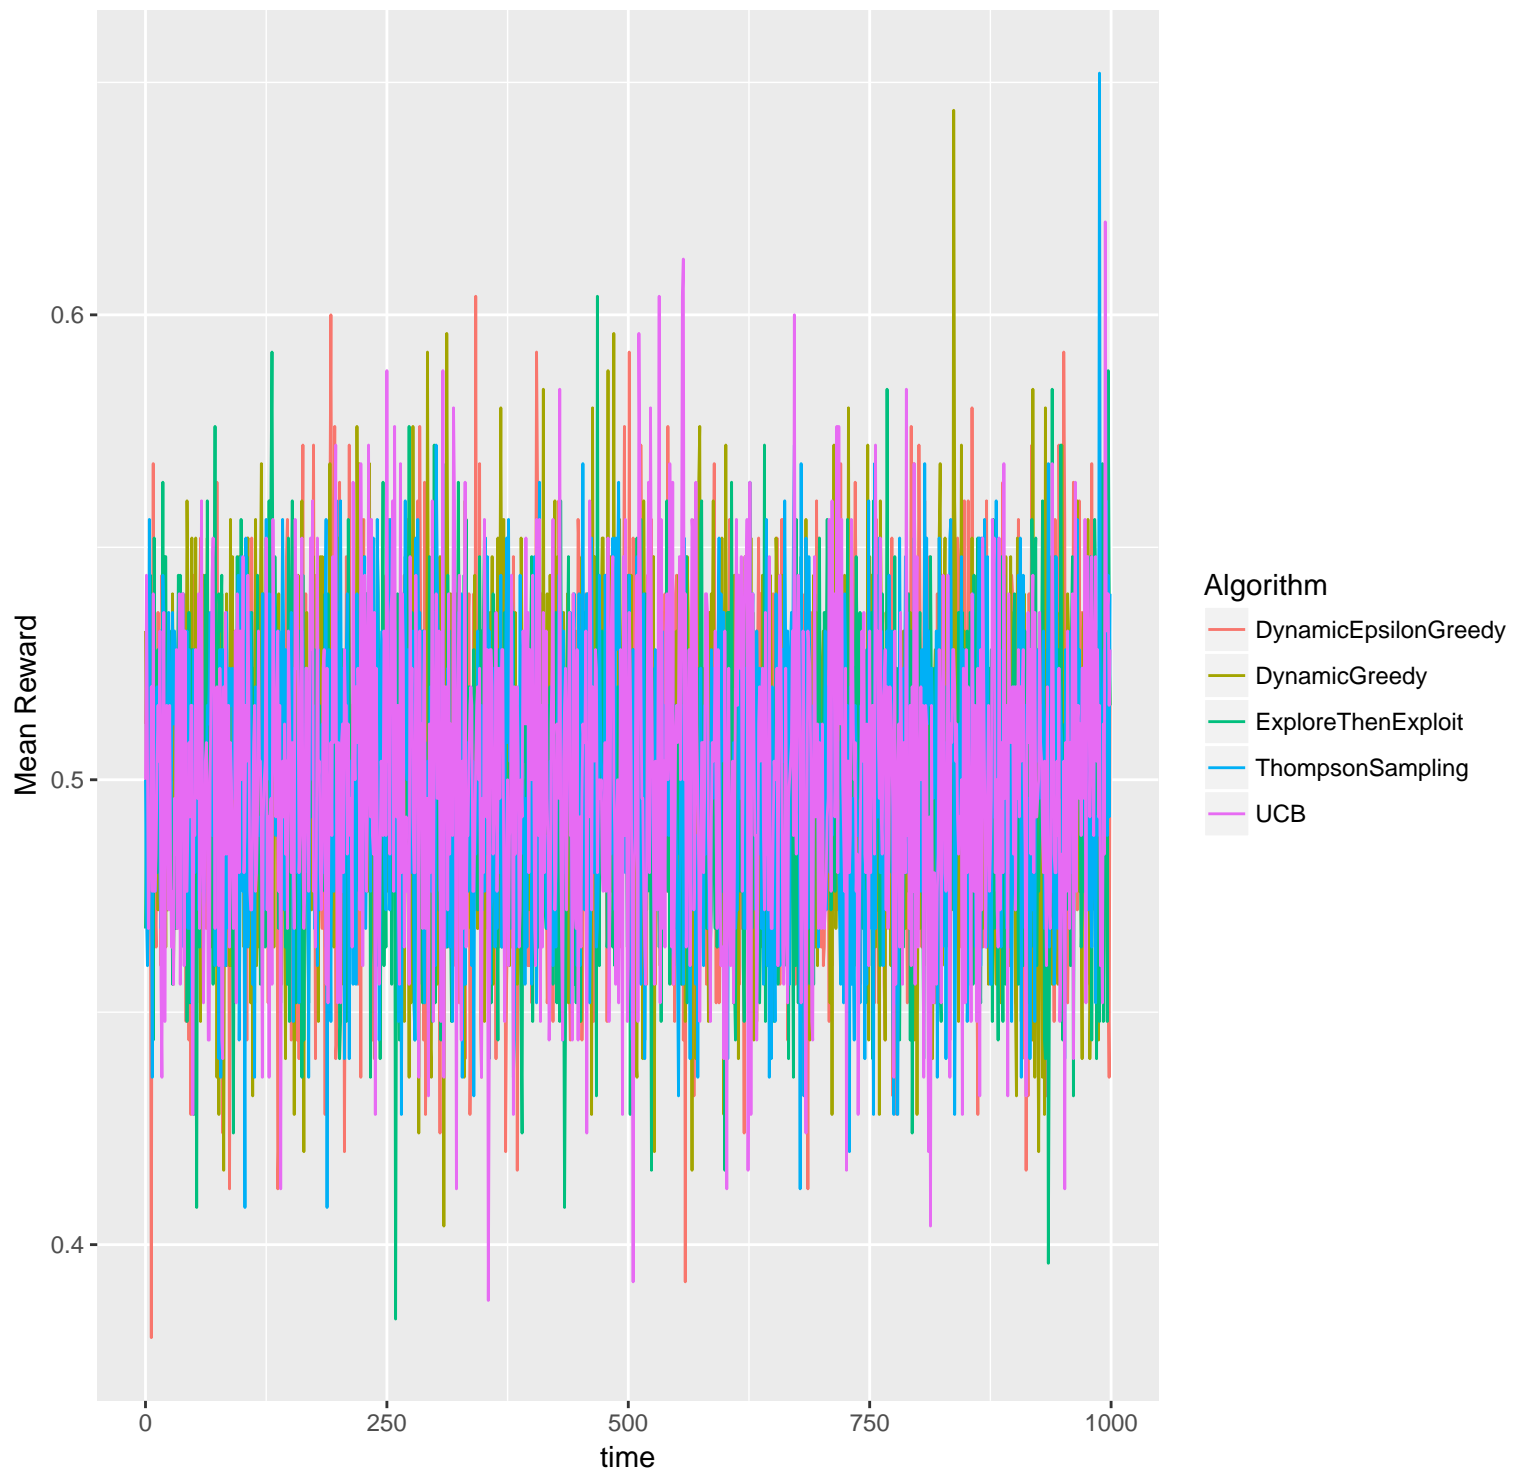 Mean Reward
0.6
0.5
0.4
0
250
500
750
1000
time
Algorithm
DynamicEpsilonGreedy
DynamicGreedy
ExploreThenExploit
ThompsonSampling
UCB